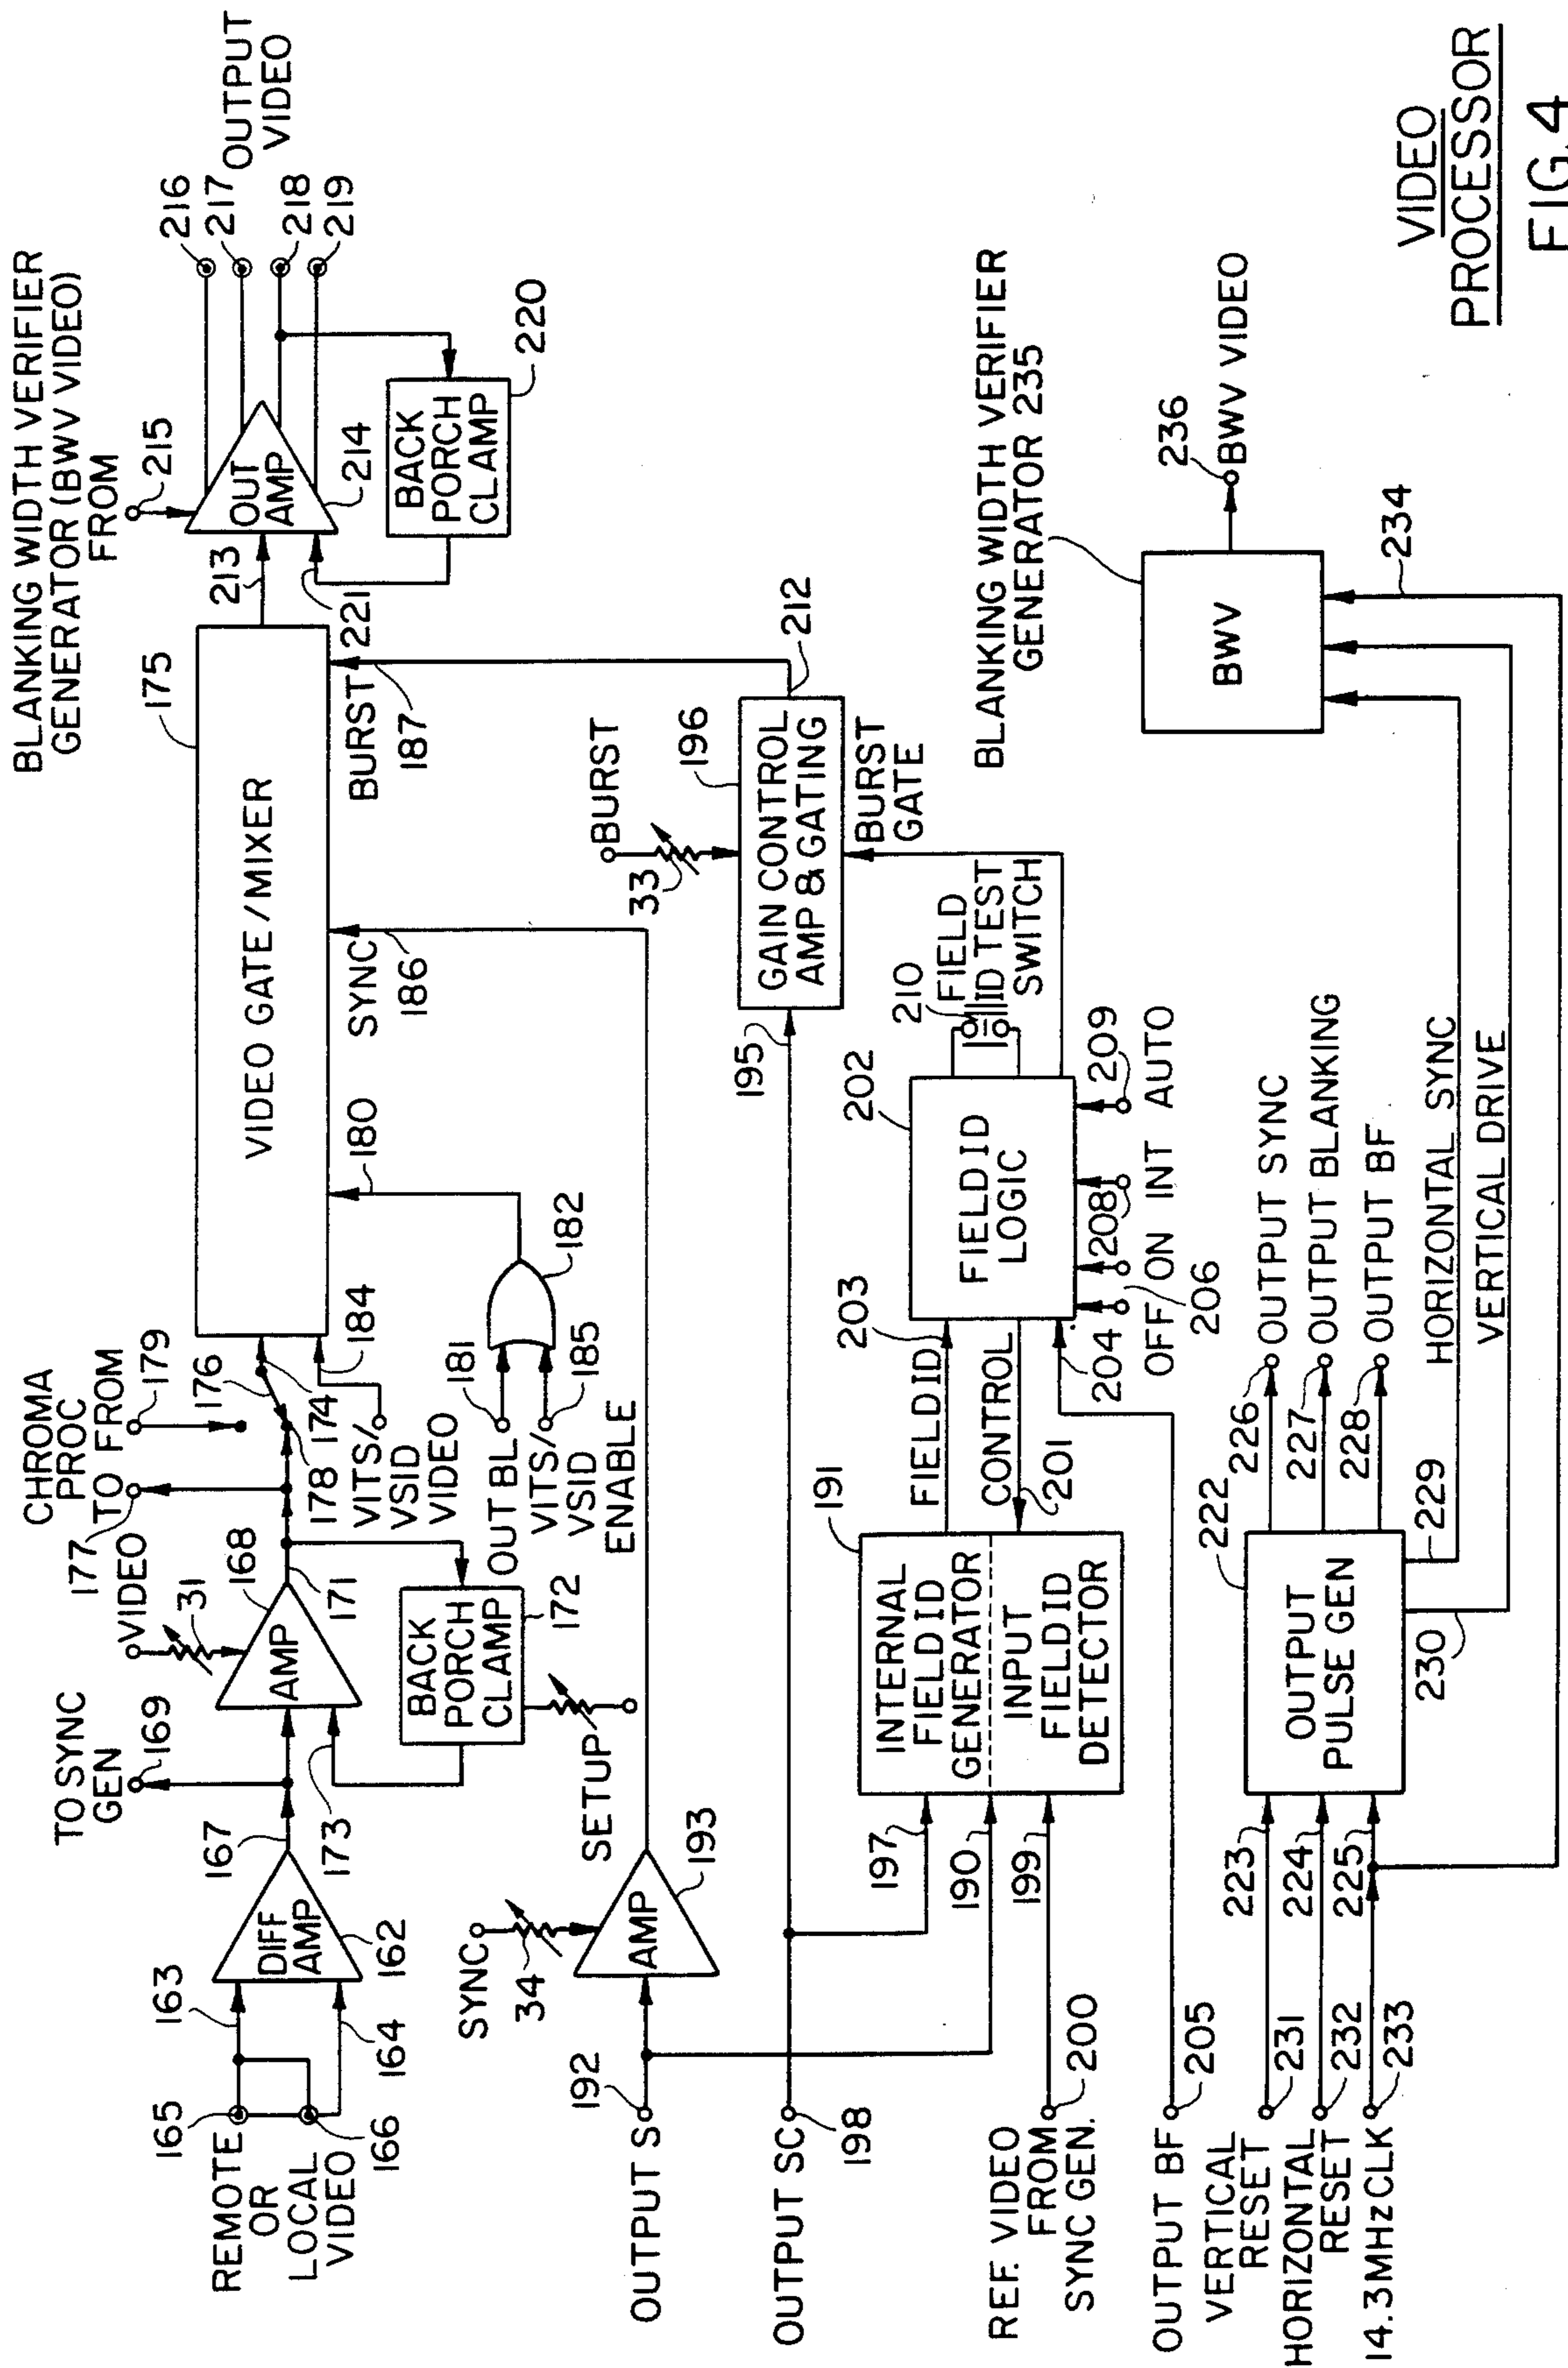 BLANKING WIDTH VERIFIER
GENERATOR (BWV VIDEO)
FROM
215
216
217
218
219
OUTPUT
VIDEO
OUT
AMP
214
213
221
BACK
PORCH
CLAMP
220
175
VIDEO GATE/MIXER
BURST
187
SYNC
186
180
184
182
CHROMA
PROC
TO FROM
177
179
176
174
178
VITS/
VSID
VIDEO
OUT BL
181
VITS/
VSID
ENABLE
185
VIDEO
31
168
AMP
171
BACK
PORCH
CLAMP
172
173
SETUP
TO SYNC
GEN
169
167
DIFF
AMP
162
163
164
165
166
REMOTE
OR
LOCAL
VIDEO
SYNC
34
AMP
193
192
OUTPUT S
OUTPUT SC
198
195
BURST
33
196
GAIN CONTROL
AMP & GATING
212
BURST
GATE
197
190
199
191
INTERNAL
FIELD ID
GENERATOR
INPUT
FIELD ID
DETECTOR
REF. VIDEO
FROM
SYNC GEN.
200
FIELD ID
203
CONTROL
201
202
FIELD ID
LOGIC
210
FIELD
ID TEST
SWITCH
204
206
208
209
OFF ON INT AUTO
OUTPUT BF
205
VERTICAL
RESET
231
HORIZONTAL
RESET
232
14.3MHz CLK
233
223
224
225
222
OUTPUT
PULSE GEN
226
OUTPUT SYNC
227
OUTPUT BLANKING
228
OUTPUT BF
229
HORIZONTAL SYNC
230
VERTICAL DRIVE
234
BLANKING WIDTH VERIFIER
GENERATOR 235
BWV
236
BWV VIDEO
VIDEO
PROCESSOR
FIG.4